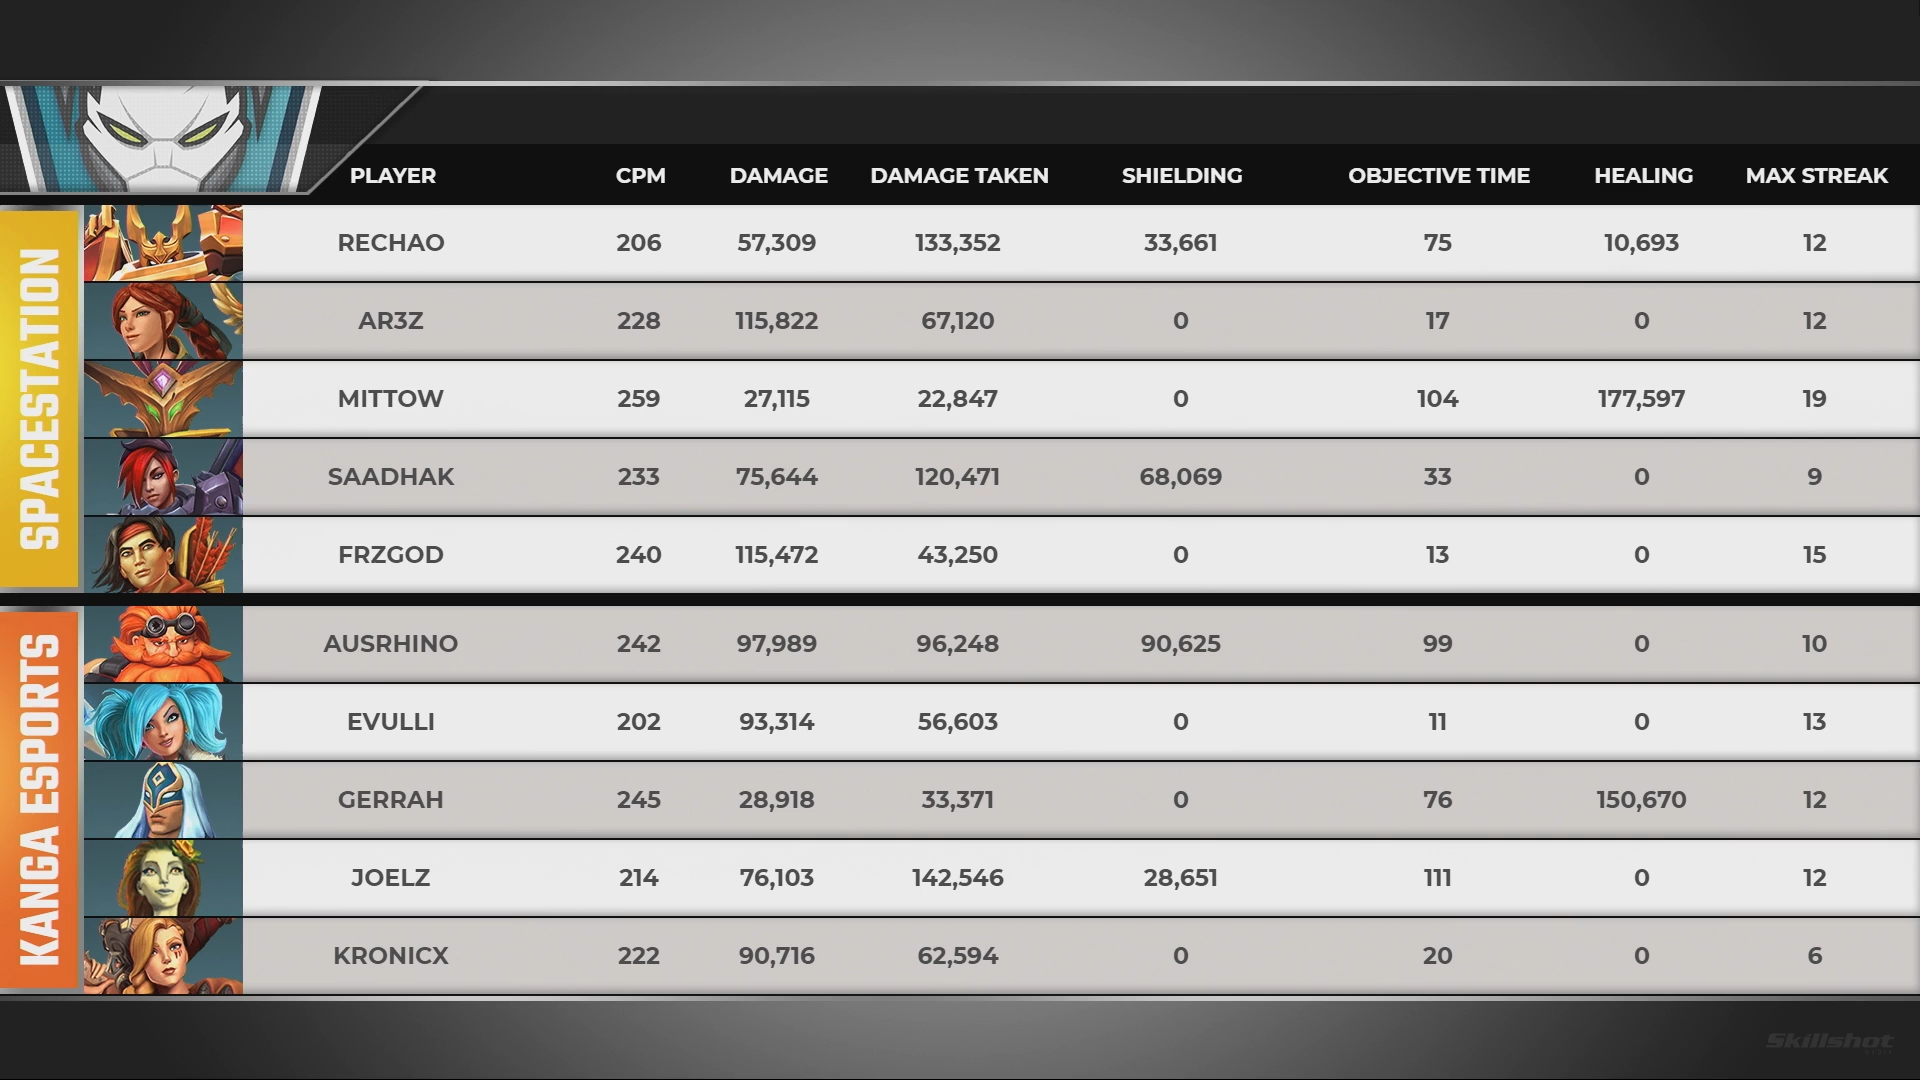 PLAYER CPM DAMAGE DAMAGE TAKEN SHIELDING OBJECTIVE TIME HEALING MAX STREAK
SPACESTATION
RECHAO 206 57,309 133,352 33,661 75 10,693 12
AR3Z 228 115,822 67,120 0 17 0 12
MITTOW 259 27,115 22,847 0 104 177,597 19
SAADHAK 233 75,644 120,471 68,069 33 0 9
FRZGOD 240 115,472 43,250 0 13 0 15
KANGA ESPORTS
AUSRHINO 242 97,989 96,248 90,625 99 0 10
EVULLI 202 93,314 56,603 0 11 0 13
GERRAH 245 28,918 33,371 0 76 150,670 12
JOELZ 214 76,103 142,546 28,651 111 0 12
KRONICX 222 90,716 62,594 0 20 0 6
Skillshot